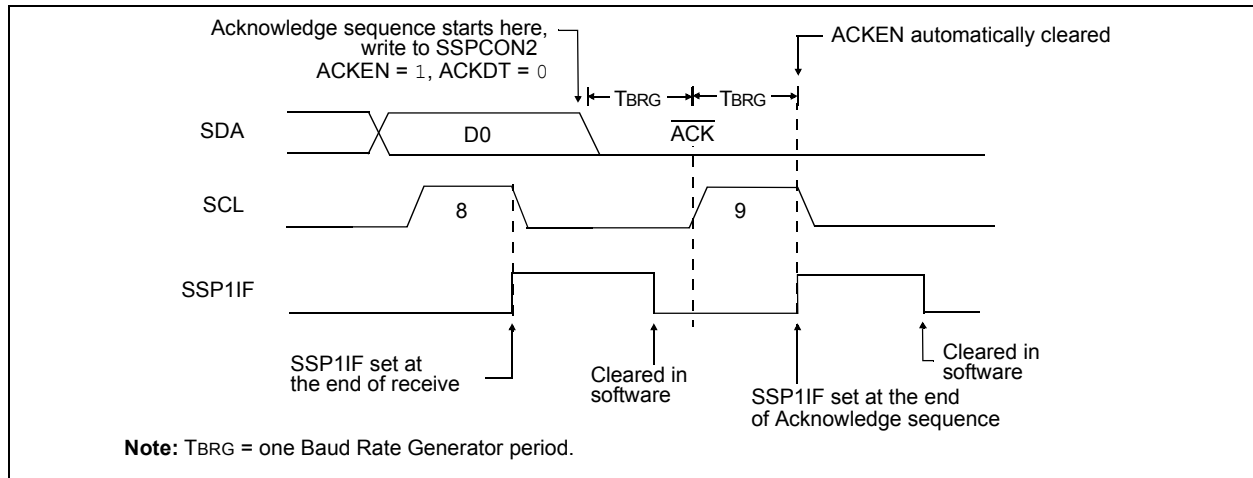 Acknowledge sequence starts here,
write to SSPCON2
ACKEN = 1, ACKDT = 0
ACKEN automatically cleared
TBRG
TBRG
SDA
D0
ACK
SCL
8
9
SSP1IF
SSP1IF set at
the end of receive
Cleared in
software
SSP1IF set at the end
of Acknowledge sequence
Cleared in
software
Note: TBRG = one Baud Rate Generator period.